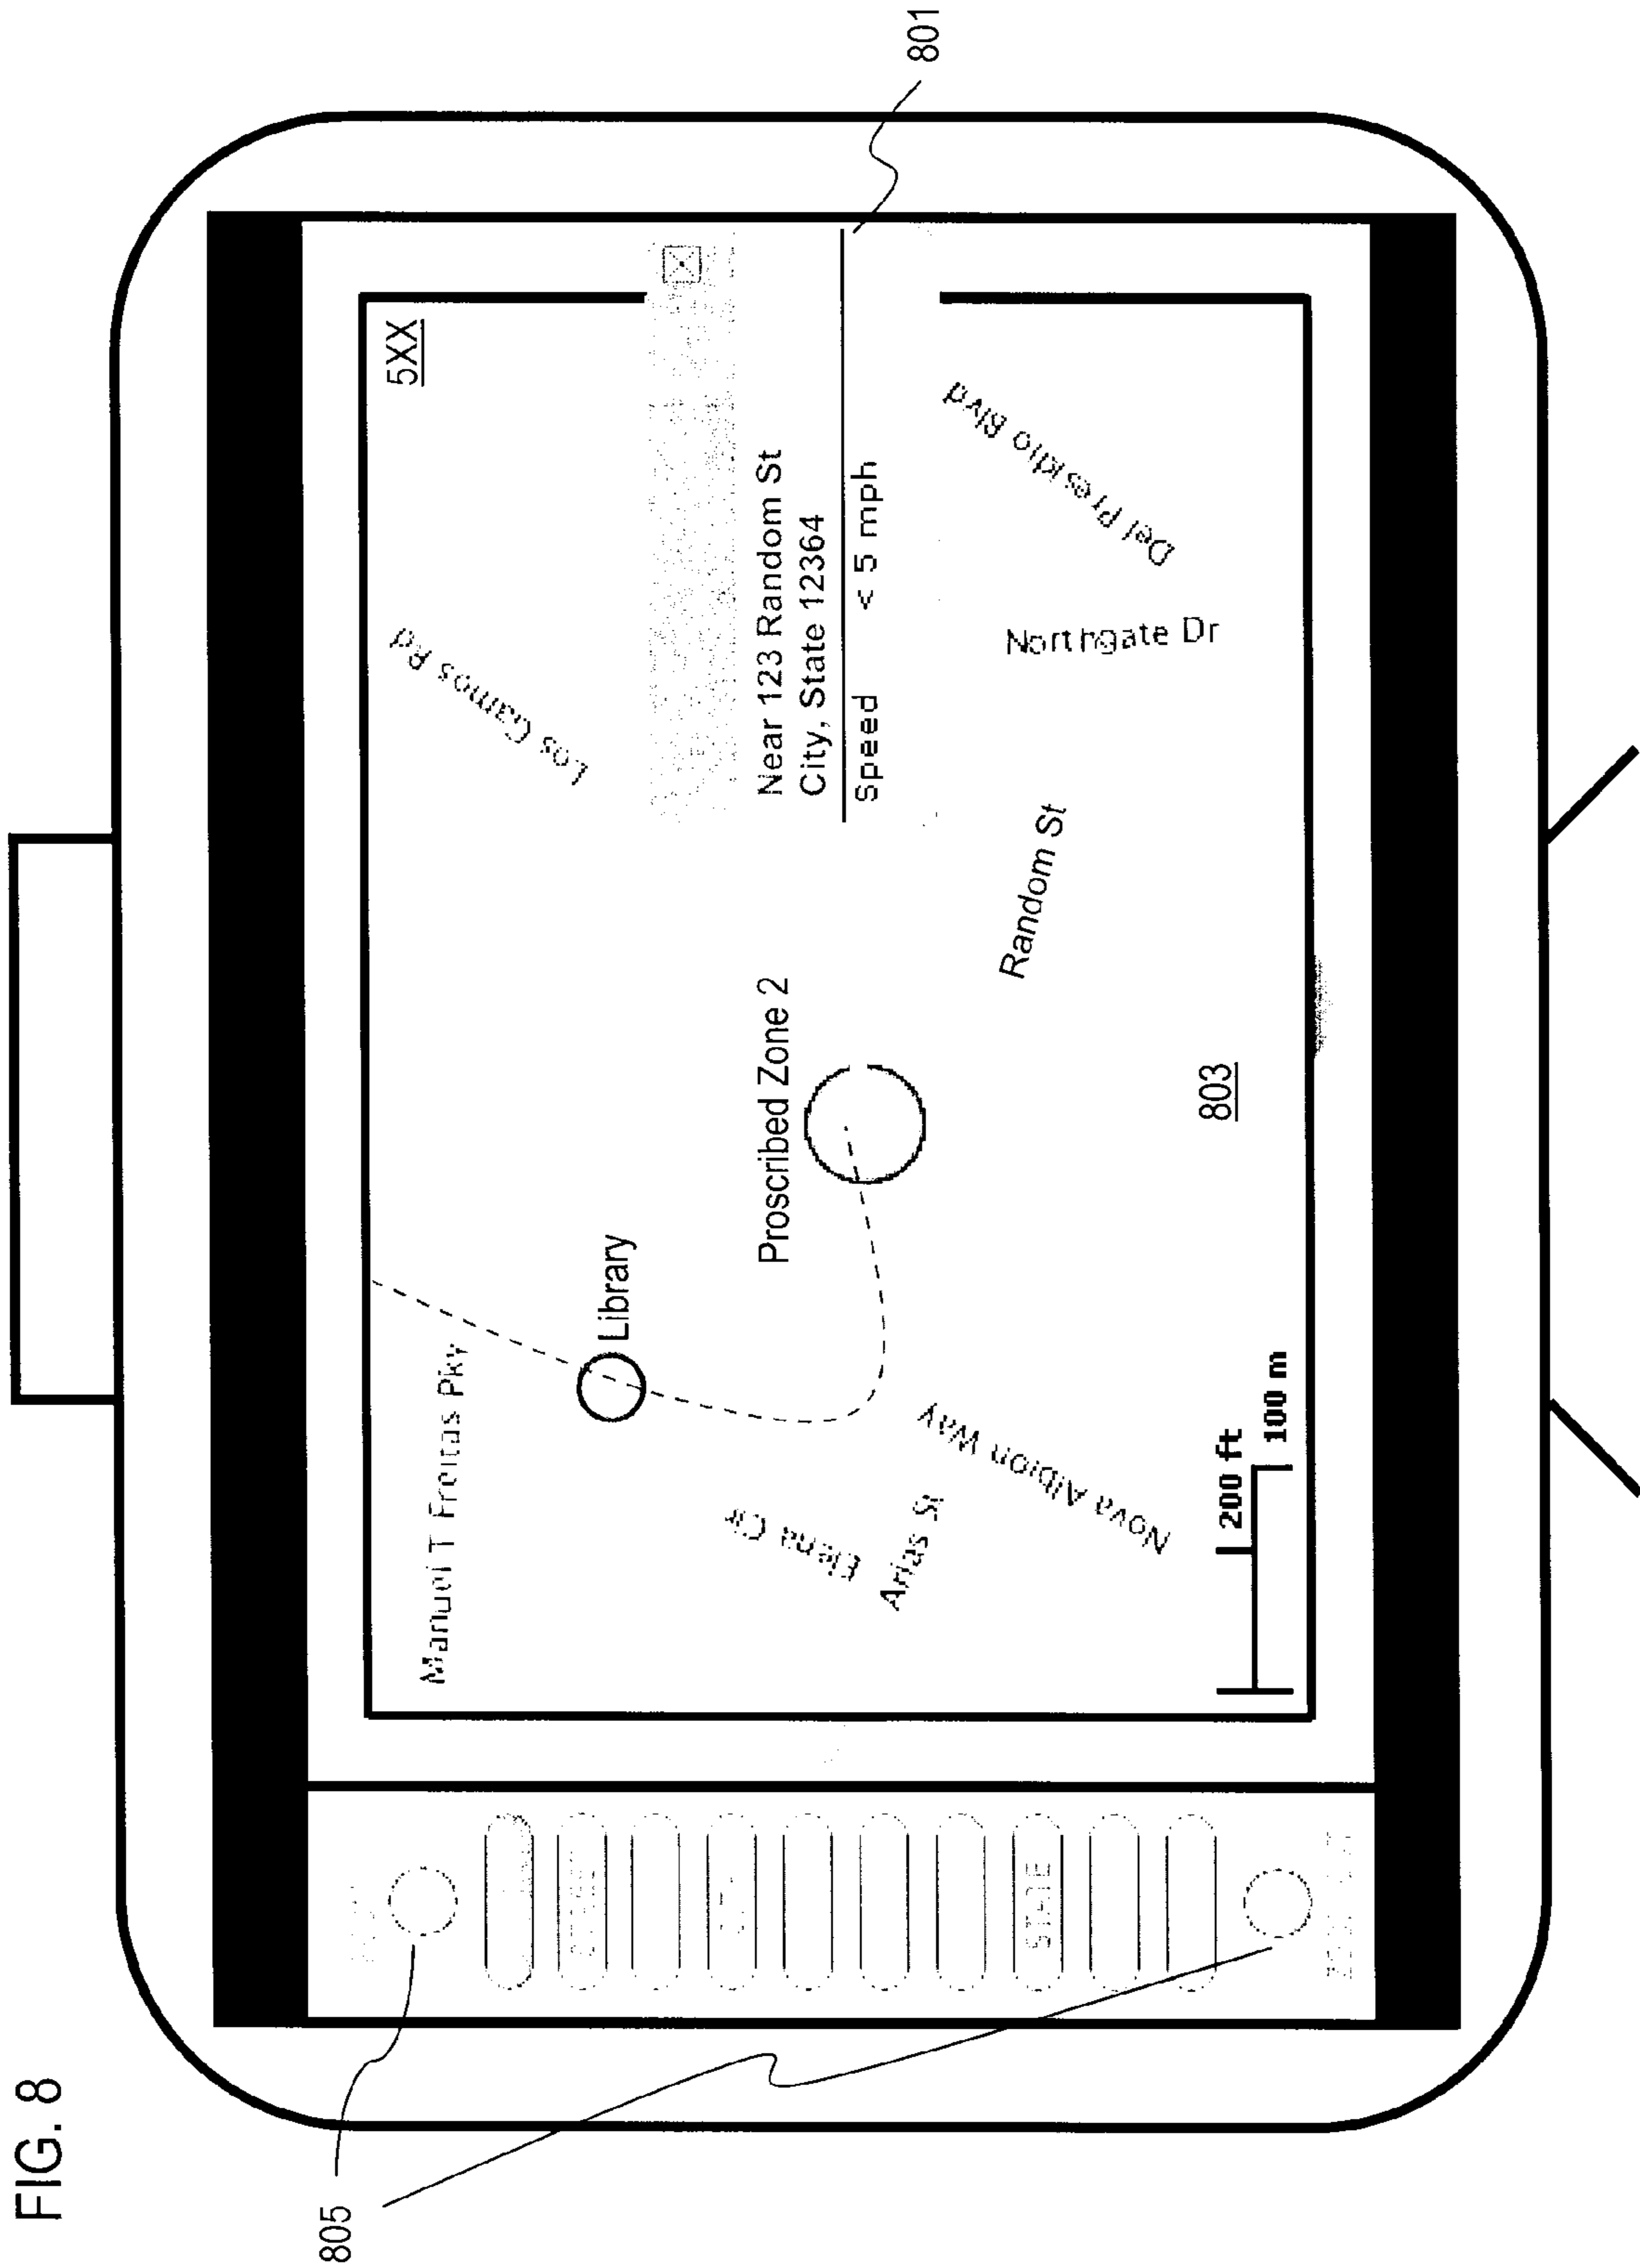 FIG. 8
805
801
5XX
Manuel T Freitas Pky
Los Gamos Rd
Library
Near 123 Random St
City, State 12364
Speed < 5 mph
Proscribed Zone 2
Elena Cir
Arias St
Nova Albion Way
Random St
Northgate Dr
Del Presidio Blvd
803
200 ft
100 m
STATE